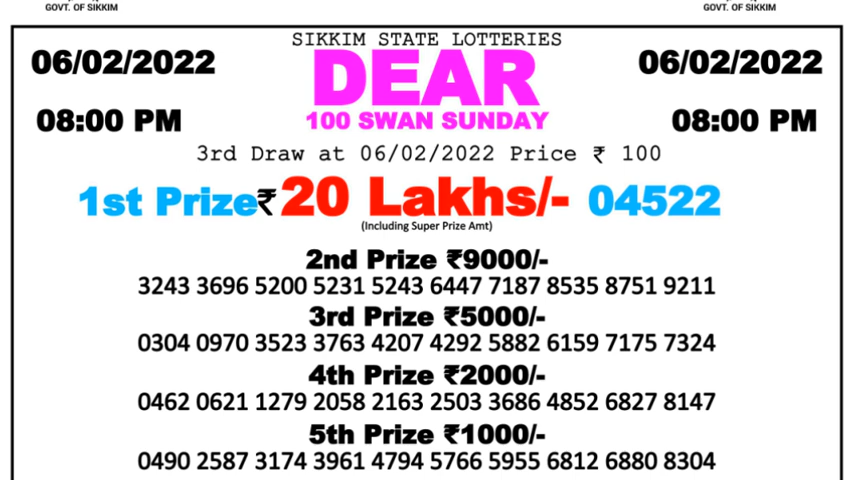 GOVT. OF SIKKIM GOVT. OF SIKKIM
SIKKIM STATE LOTTERIES
06/02/2022 DEAR 06/02/2022
08:00 PM 100 SWAN SUNDAY 08:00 PM
3rd Draw at 06/02/2022 Price ₹ 100
1st Prize₹ 20 Lakhs/- 04522
(Including Super Prize Amt)
2nd Prize ₹9000/-
3243 3696 5200 5231 5243 6447 7187 8535 8751 9211
3rd Prize ₹5000/-
0304 0970 3523 3763 4207 4292 5882 6159 7175 7324
4th Prize ₹2000/-
0462 0621 1279 2058 2163 2503 3686 4852 6827 8147
5th Prize ₹1000/-
0490 2587 3174 3961 4794 5766 5955 6812 6880 8304